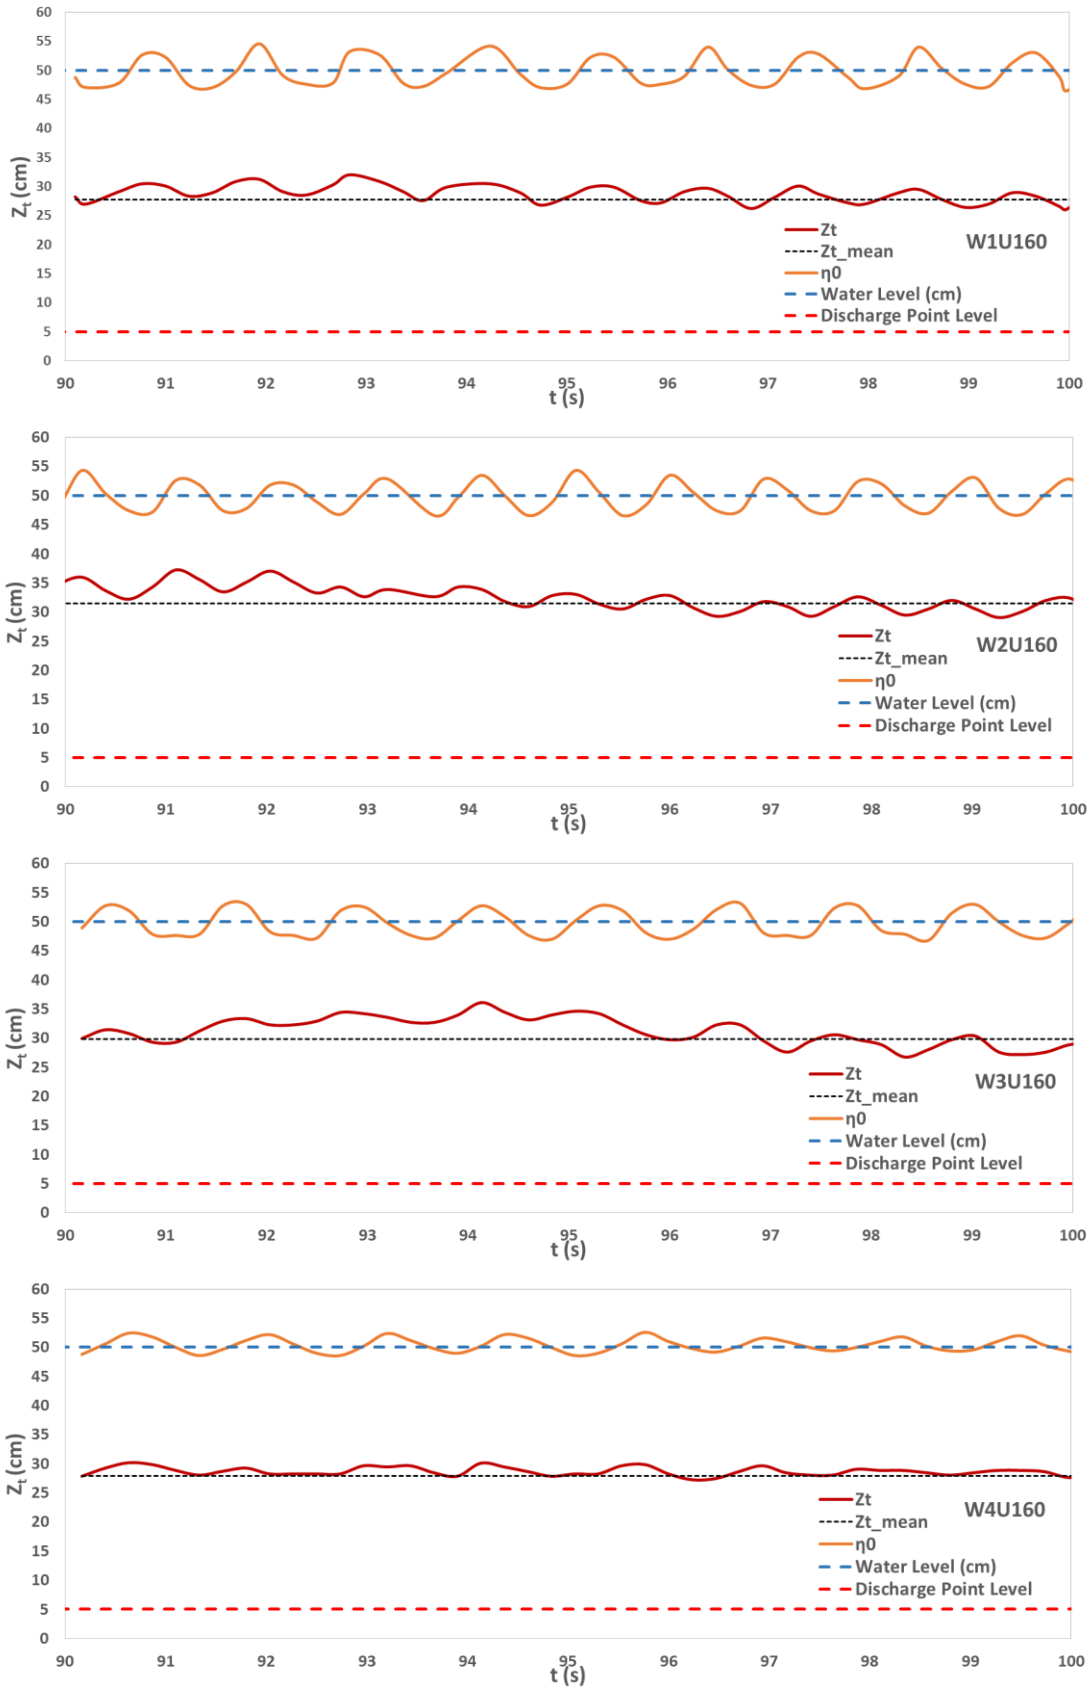 60
55
50
45
40
35
30
25
20
15
10
5
0
Zt (cm)
Zt
Zt_mean
η0
Water Level (cm)
Discharge Point Level
W1U160
90 91 92 93 94 95 96 97 98 99 100
t (s)
60
55
50
45
40
35
30
25
20
15
10
5
0
Zt (cm)
Zt
Zt_mean
η0
Water Level (cm)
Discharge Point Level
W2U160
90 91 92 93 94 95 96 97 98 99 100
t (s)
60
55
50
45
40
35
30
25
20
15
10
5
0
Zt (cm)
Zt
Zt_mean
η0
Water Level (cm)
Discharge Point Level
W3U160
90 91 92 93 94 95 96 97 98 99 100
t (s)
60
55
50
45
40
35
30
25
20
15
10
5
0
Zt (cm)
Zt
Zt_mean
η0
Water Level (cm)
Discharge Point Level
W4U160
90 91 92 93 94 95 96 97 98 99 100
t (s)